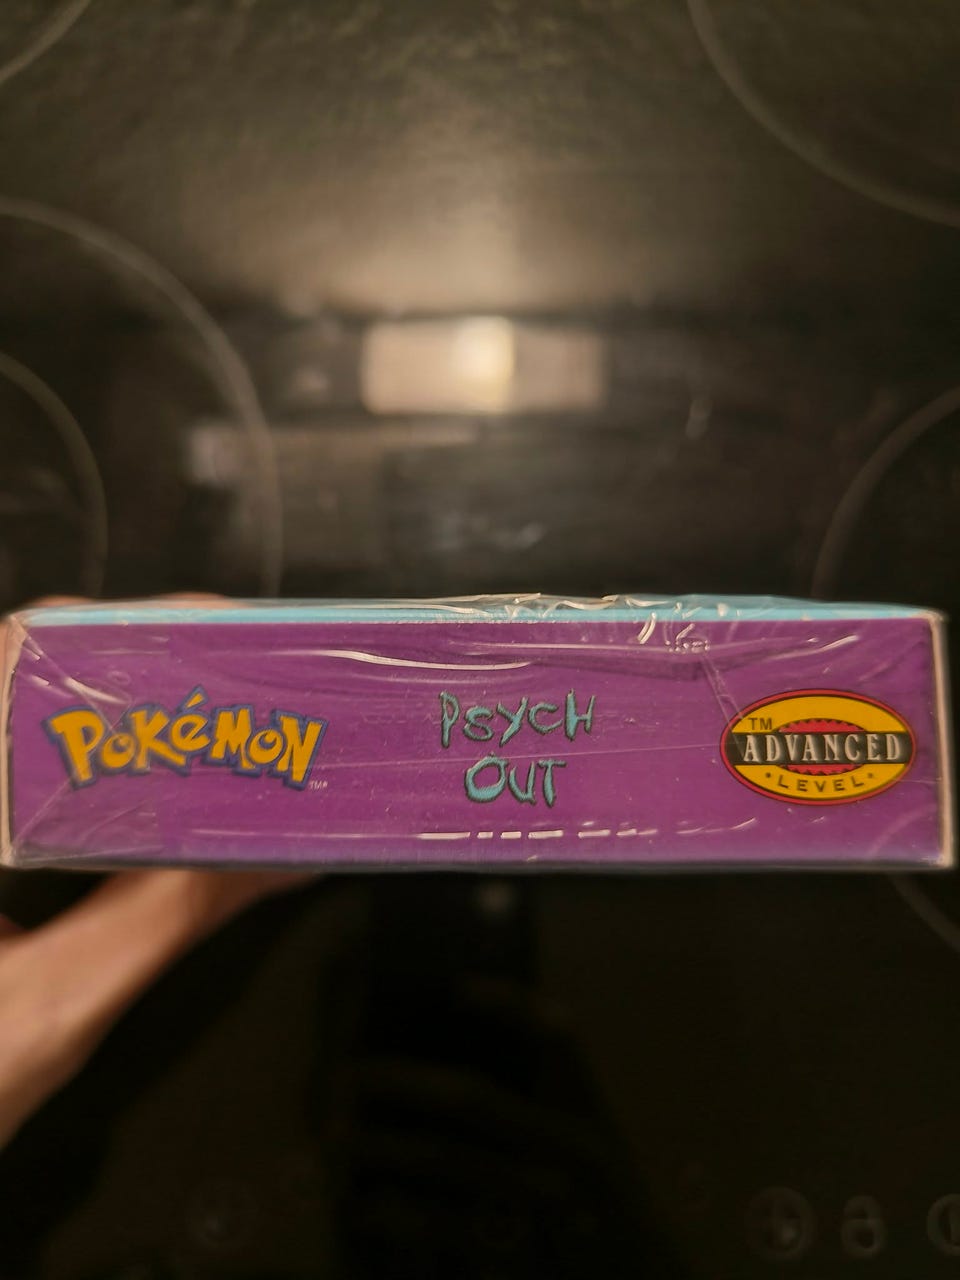 POKéMON
TM®
PSYCH
OUT
TM
ADVANCED
LEVEL